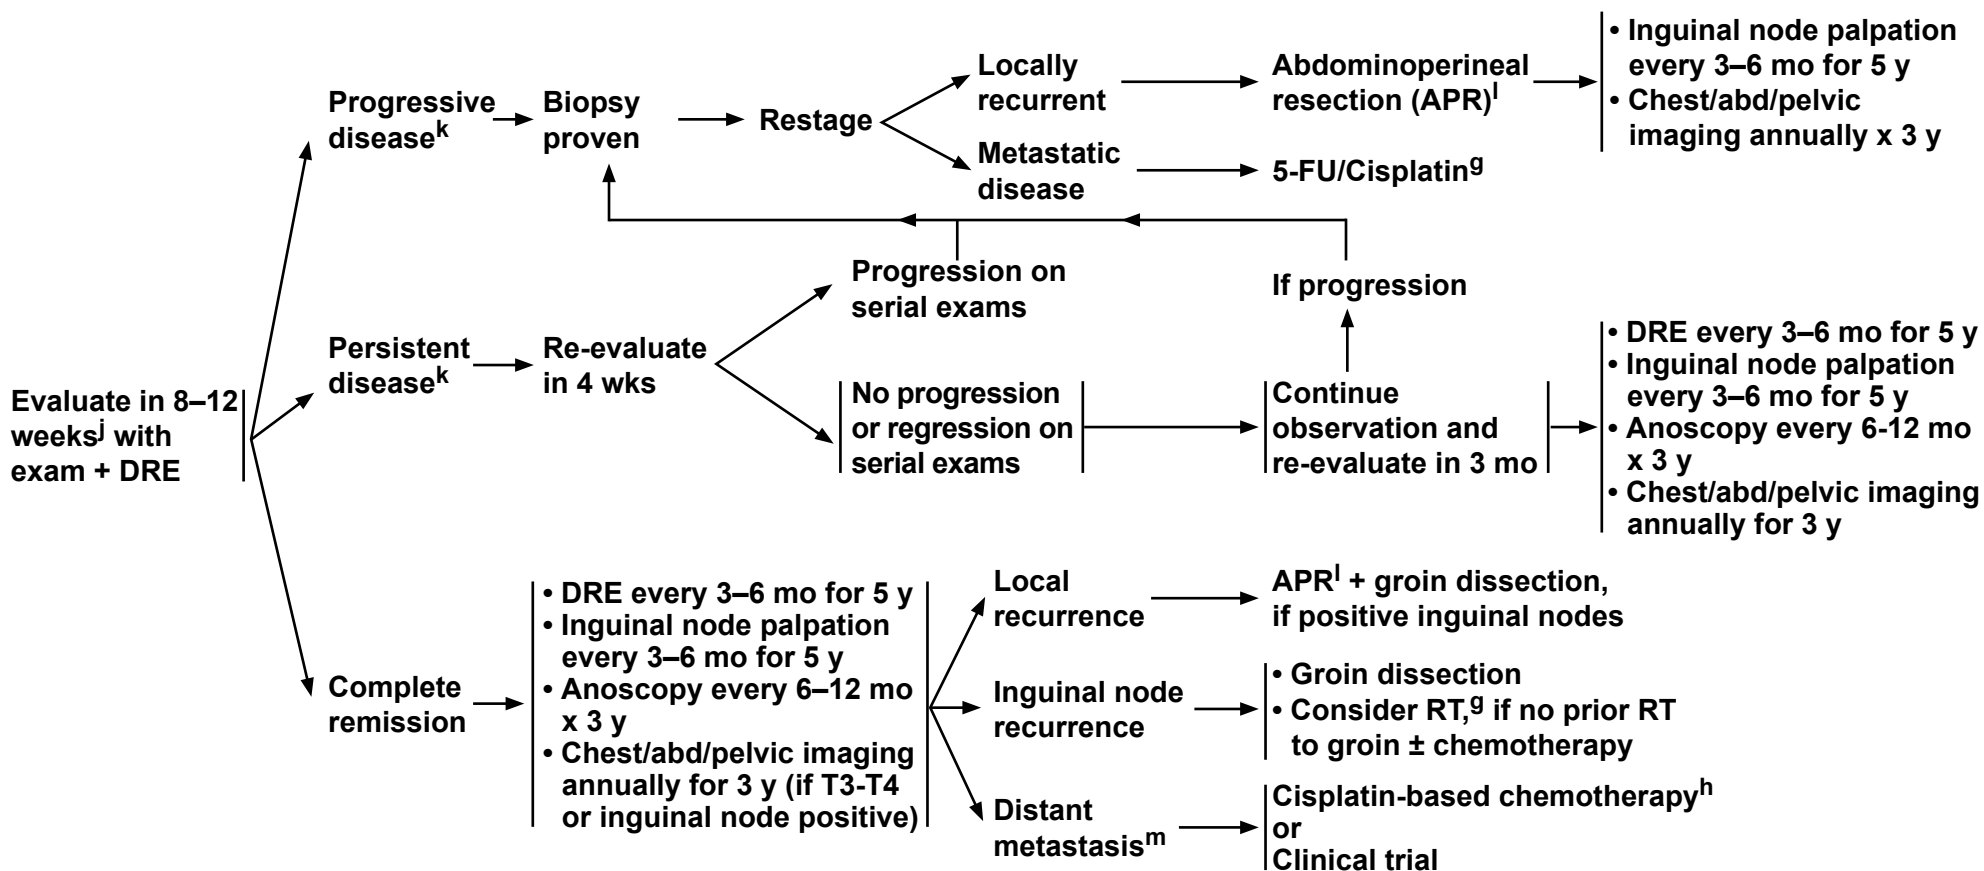 Evaluate in 8–12
weeksj with
exam + DRE
Progressive
diseasek
Biopsy
proven
Restage
Locally
recurrent
Abdominoperineal
resection (APR)l
• Inguinal node palpation
every 3–6 mo for 5 y
• Chest/abd/pelvic
imaging annually x 3 y
Metastatic
disease
5-FU/Cisplating
Persistent
diseasek
Re-evaluate
in 4 wks
Progression on
serial exams
No progression
or regression on
serial exams
If progression
Continue
observation and
re-evaluate in 3 mo
• DRE every 3–6 mo for 5 y
• Inguinal node palpation
every 3–6 mo for 5 y
• Anoscopy every 6-12 mo
x 3 y
• Chest/abd/pelvic imaging
annually for 3 y
Complete
remission
• DRE every 3–6 mo for 5 y
• Inguinal node palpation
every 3–6 mo for 5 y
• Anoscopy every 6–12 mo
x 3 y
• Chest/abd/pelvic imaging
annually for 3 y (if T3-T4
or inguinal node positive)
Local
recurrence
APRl + groin dissection,
if positive inguinal nodes
Inguinal node
recurrence
• Groin dissection
• Consider RT,g if no prior RT
to groin ± chemotherapy
Distant
metastasism
Cisplatin-based chemotherapyh
or
Clinical trial